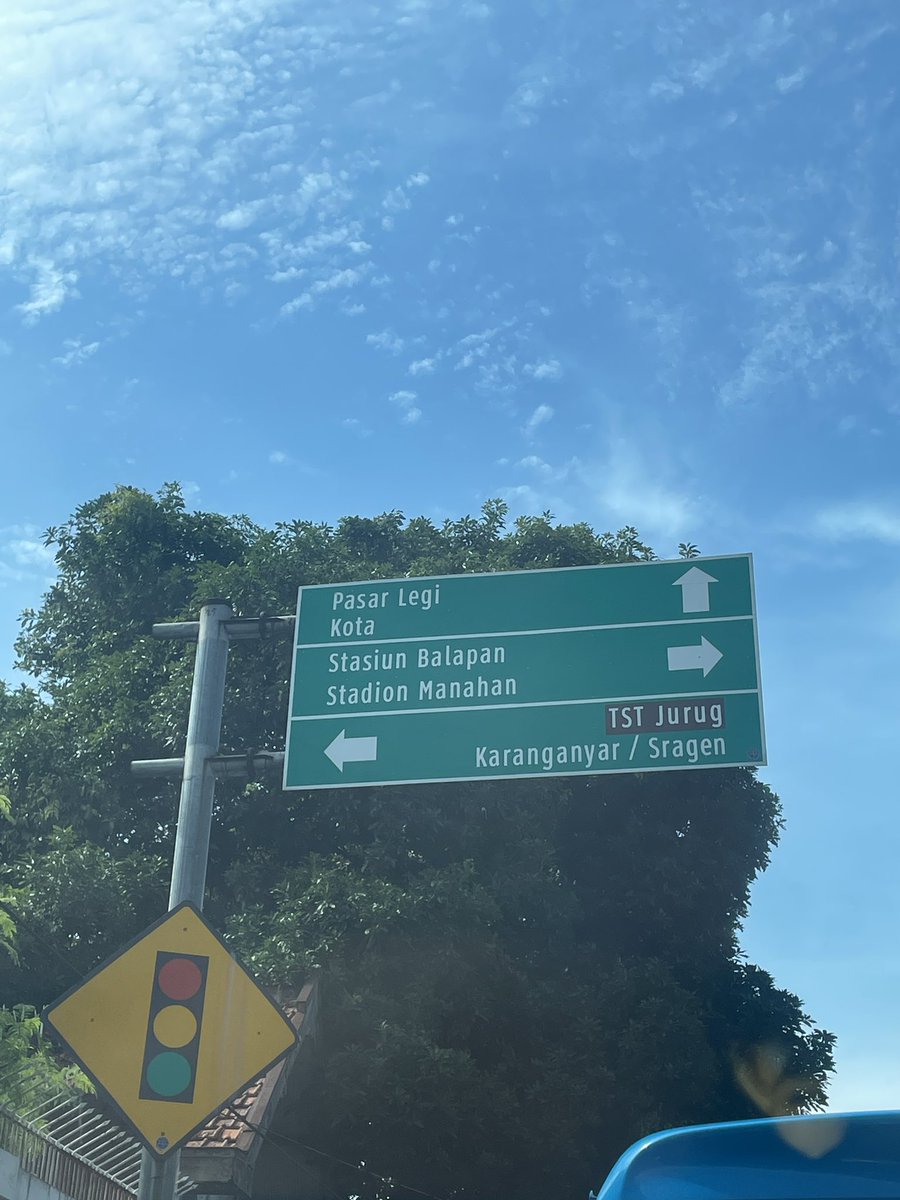 Pasar Legi
Kota
Stasiun Balapan
Stadion Manahan
TST Jurug
Karanganyar / Sragen